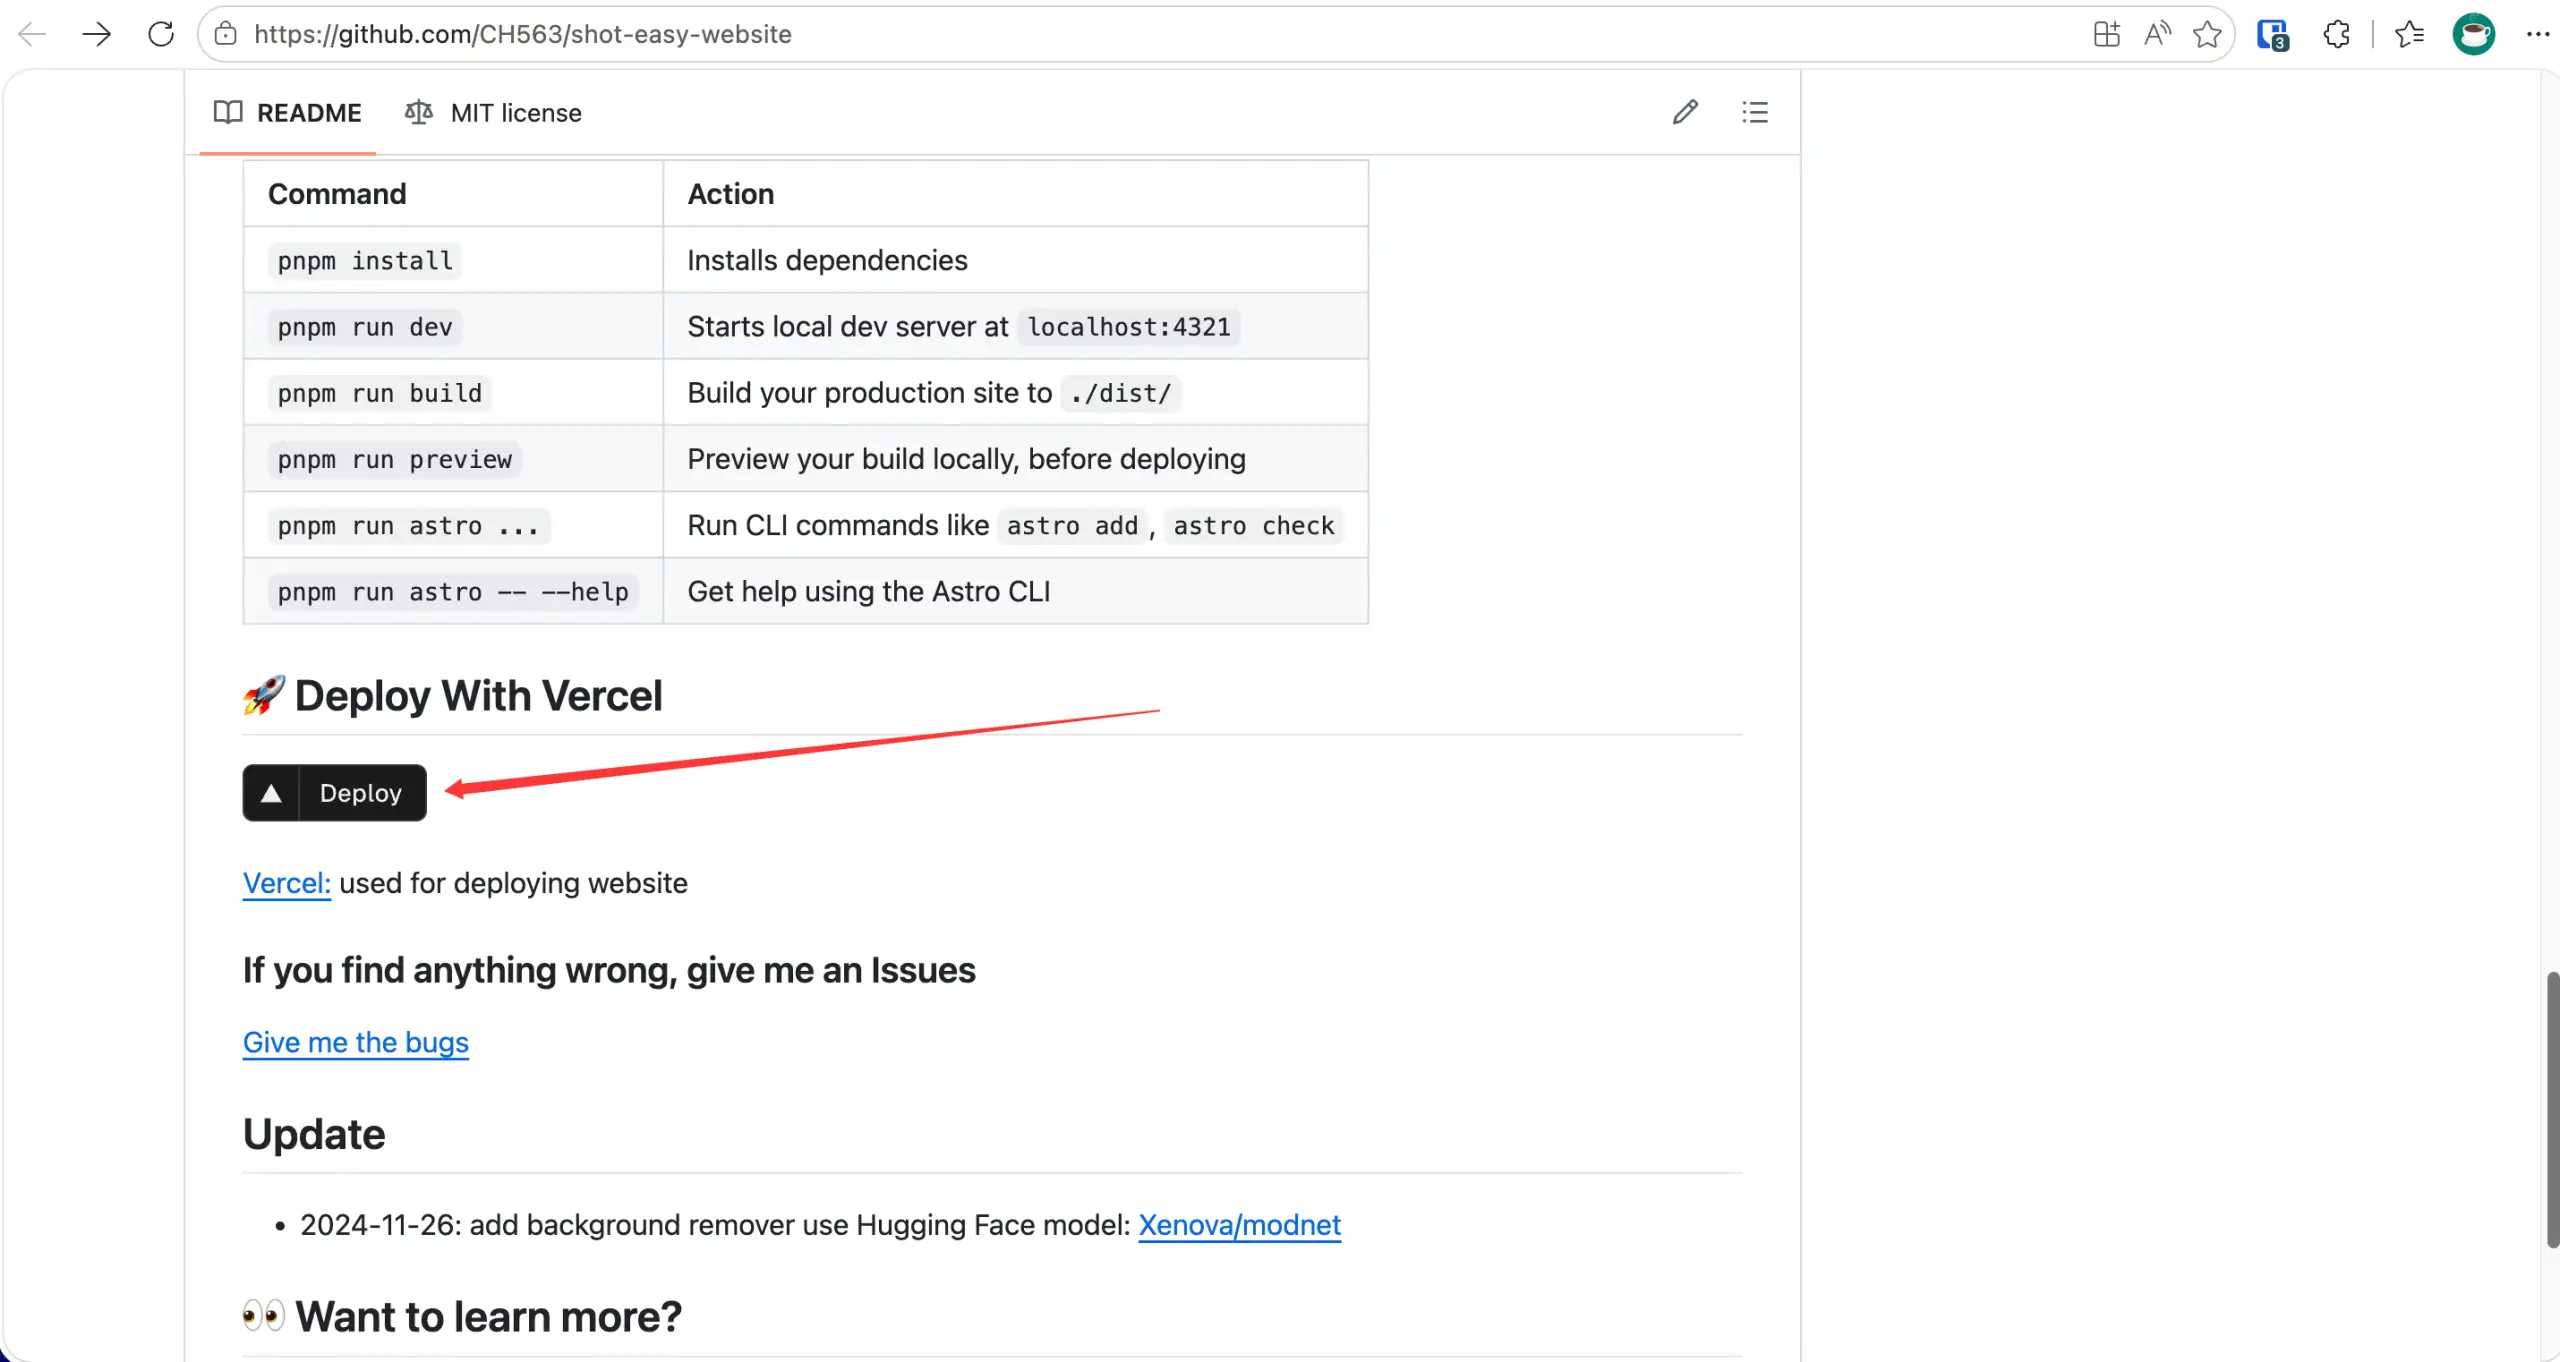 https://github.com/CH563/shot-easy-website
3
README MIT license
Command Action
pnpm install Installs dependencies
pnpm run dev Starts local dev server at localhost:4321
pnpm run build Build your production site to ./dist/
pnpm run preview Preview your build locally, before deploying
pnpm run astro ... Run CLI commands like astro add, astro check
pnpm run astro -- --help Get help using the Astro CLI
🚀 Deploy With Vercel
▲ Deploy
Vercel: used for deploying website
If you find anything wrong, give me an Issues
Give me the bugs
Update
• 2024-11-26: add background remover use Hugging Face model: Xenova/modnet
👀 Want to learn more?